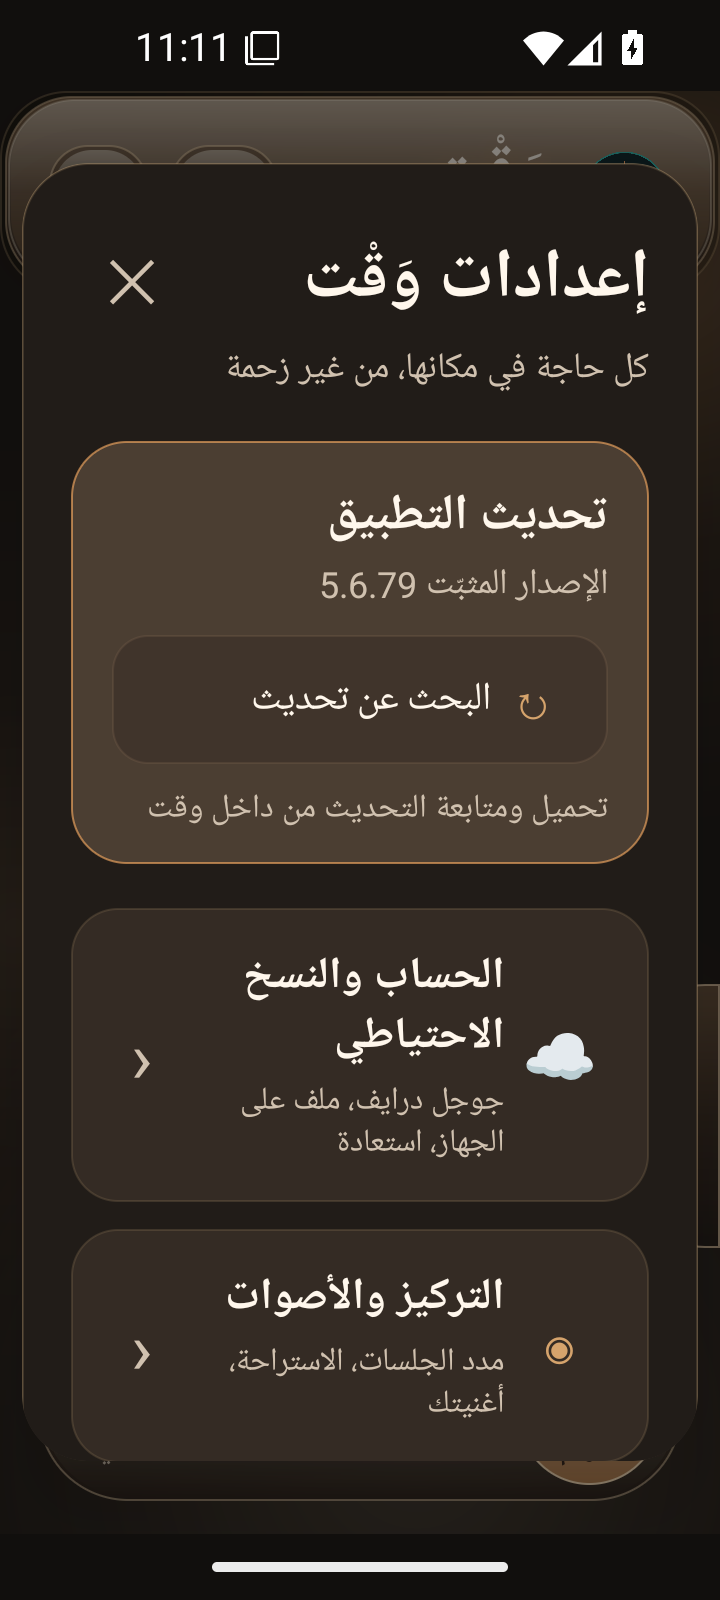 11:11
إعدادات وَقْت
كل حاجة في مكانها، من غير زحمة
تحديث التطبيق
الإصدار المثبّت 5.6.79
البحث عن تحديث
تحميل ومتابعة التحديث من داخل وقت
الحساب والنسخ
الاحتياطي
جوجل درايف، ملف على
الجهاز، استعادة
التركيز والأصوات
مدد الجلسات، الاستراحة،
أغنيتك